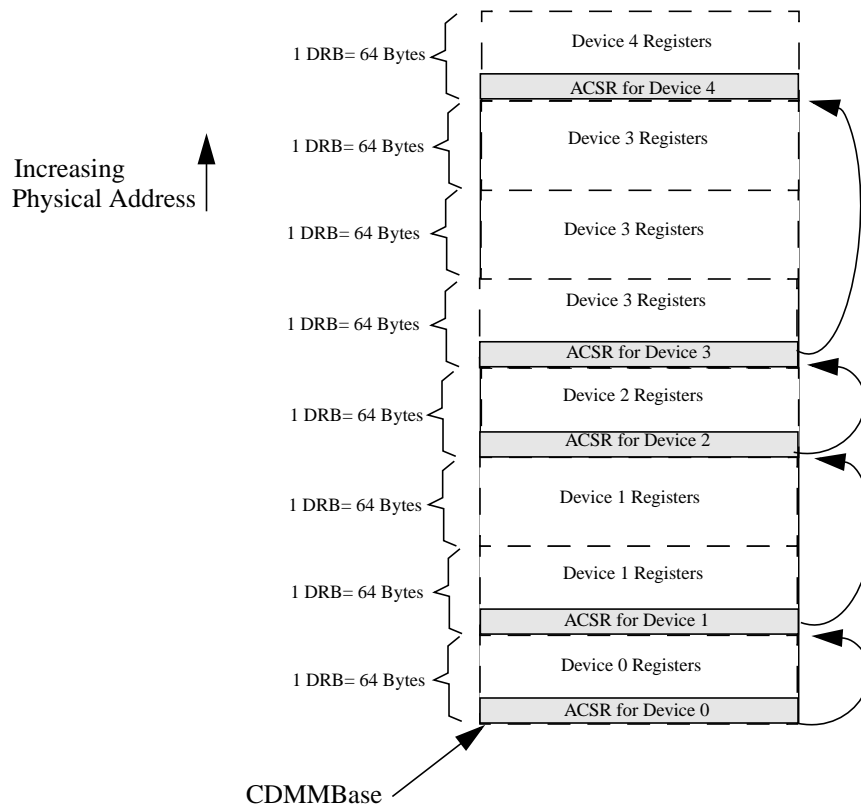 1 DRB= 64 Bytes
Device 4 Registers
ACSR for Device 4
Increasing
Physical Address
1 DRB= 64 Bytes
Device 3 Registers
1 DRB= 64 Bytes
Device 3 Registers
1 DRB= 64 Bytes
Device 3 Registers
ACSR for Device 3
1 DRB= 64 Bytes
Device 2 Registers
ACSR for Device 2
1 DRB= 64 Bytes
Device 1 Registers
1 DRB= 64 Bytes
Device 1 Registers
ACSR for Device 1
1 DRB= 64 Bytes
Device 0 Registers
ACSR for Device 0
CDMMBase